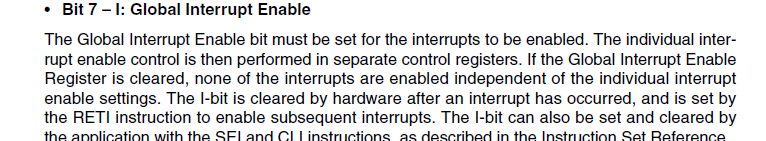 • Bit 7 – I: Global Interrupt Enable
The Global Interrupt Enable bit must be set for the interrupts to be enabled. The individual inter-
rupt enable control is then performed in separate control registers. If the Global Interrupt Enable
Register is cleared, none of the interrupts are enabled independent of the individual interrupt
enable settings. The I-bit is cleared by hardware after an interrupt has occurred, and is set by
the RETI instruction to enable subsequent interrupts. The I-bit can also be set and cleared by
the application with the SEI and CLI instructions, as described in the Instruction Set Reference.